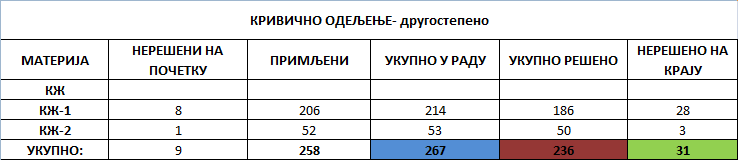 КРИВИЧНО ОДЕЉЕЊЕ- другостепено
МАТЕРИЈА НЕРЕШЕНИ НА ПОЧЕТКУ ПРИМЉЕНИ УКУПНО У РАДУ УКУПНО РЕШЕНО НЕРЕШЕНО НА КРАЈУ
КЖ
КЖ-1 8 206 214 186 28
КЖ-2 1 52 53 50 3
УКУПНО: 9 258 267 236 31